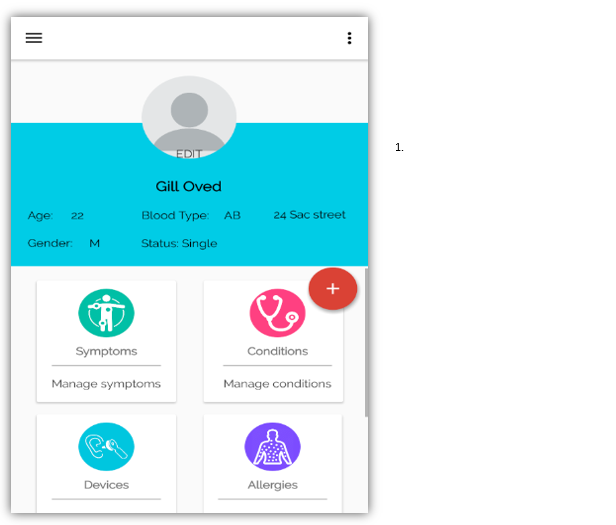 EDIT
1.
Gill Oved
Age: 22 Blood Type: AB 24 Sac street
Gender: M Status: Single
+
Symptoms Conditions
Manage symptoms Manage conditions
Devices Allergies